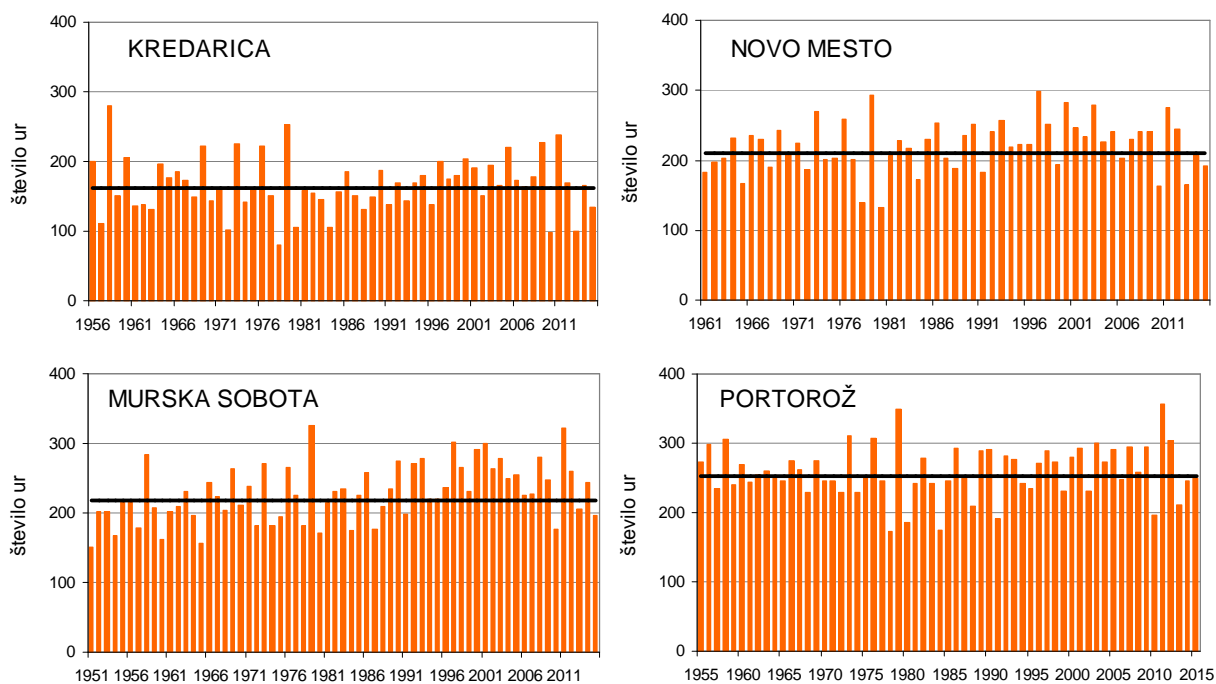 KREDARICA
število ur
400
300
200
100
0
1956 1961 1966 1971 1976 1981 1986 1991 1996 2001 2006 2011
NOVO MESTO
število ur
400
300
200
100
0
1961 1966 1971 1976 1981 1986 1991 1996 2001 2006 2011
MURSKA SOBOTA
število ur
400
300
200
100
0
1951 1956 1961 1966 1971 1976 1981 1986 1991 1996 2001 2006 2011
PORTOROŽ
število ur
400
300
200
100
0
1955 1960 1965 1970 1975 1980 1985 1990 1995 2000 2005 2010 2015